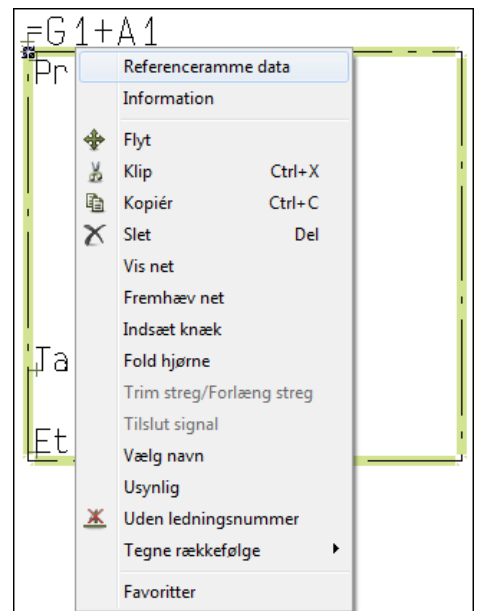 =G1+A1
Pr
Referenceramme data
Information
Flyt
Klip Ctrl+X
Kopiér Ctrl+C
Slet Del
Vis net
Fremhæv net
Indsæt knæk
Fold hjørne
Ta
Trim streg/Forlæng streg
Tilslut signal
Et
Vælg navn
Usynlig
Uden ledningsnummer
Tegne rækkefølge
Favoritter